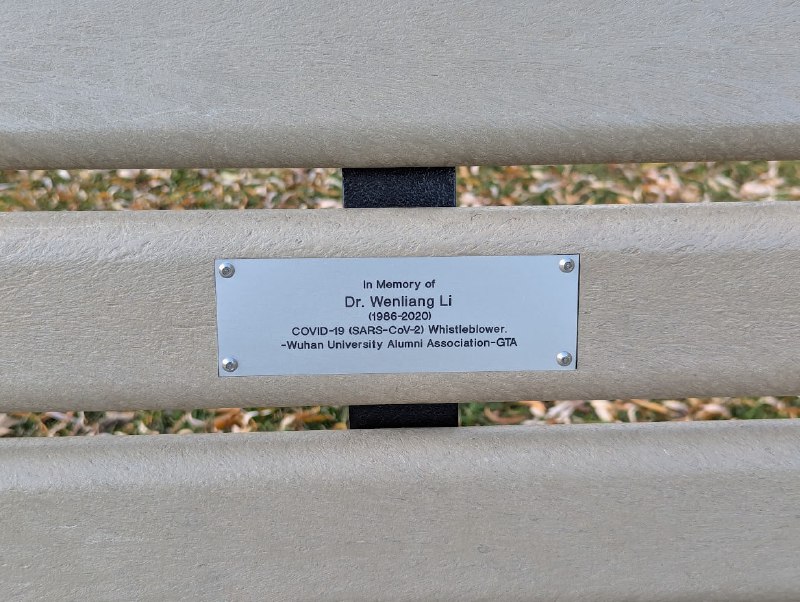 In Memory of
Dr. Wenliang Li
(1986-2020)
COVID-19 (SARS-CoV-2) Whistleblower.
-Wuhan University Alumni Association-GTA